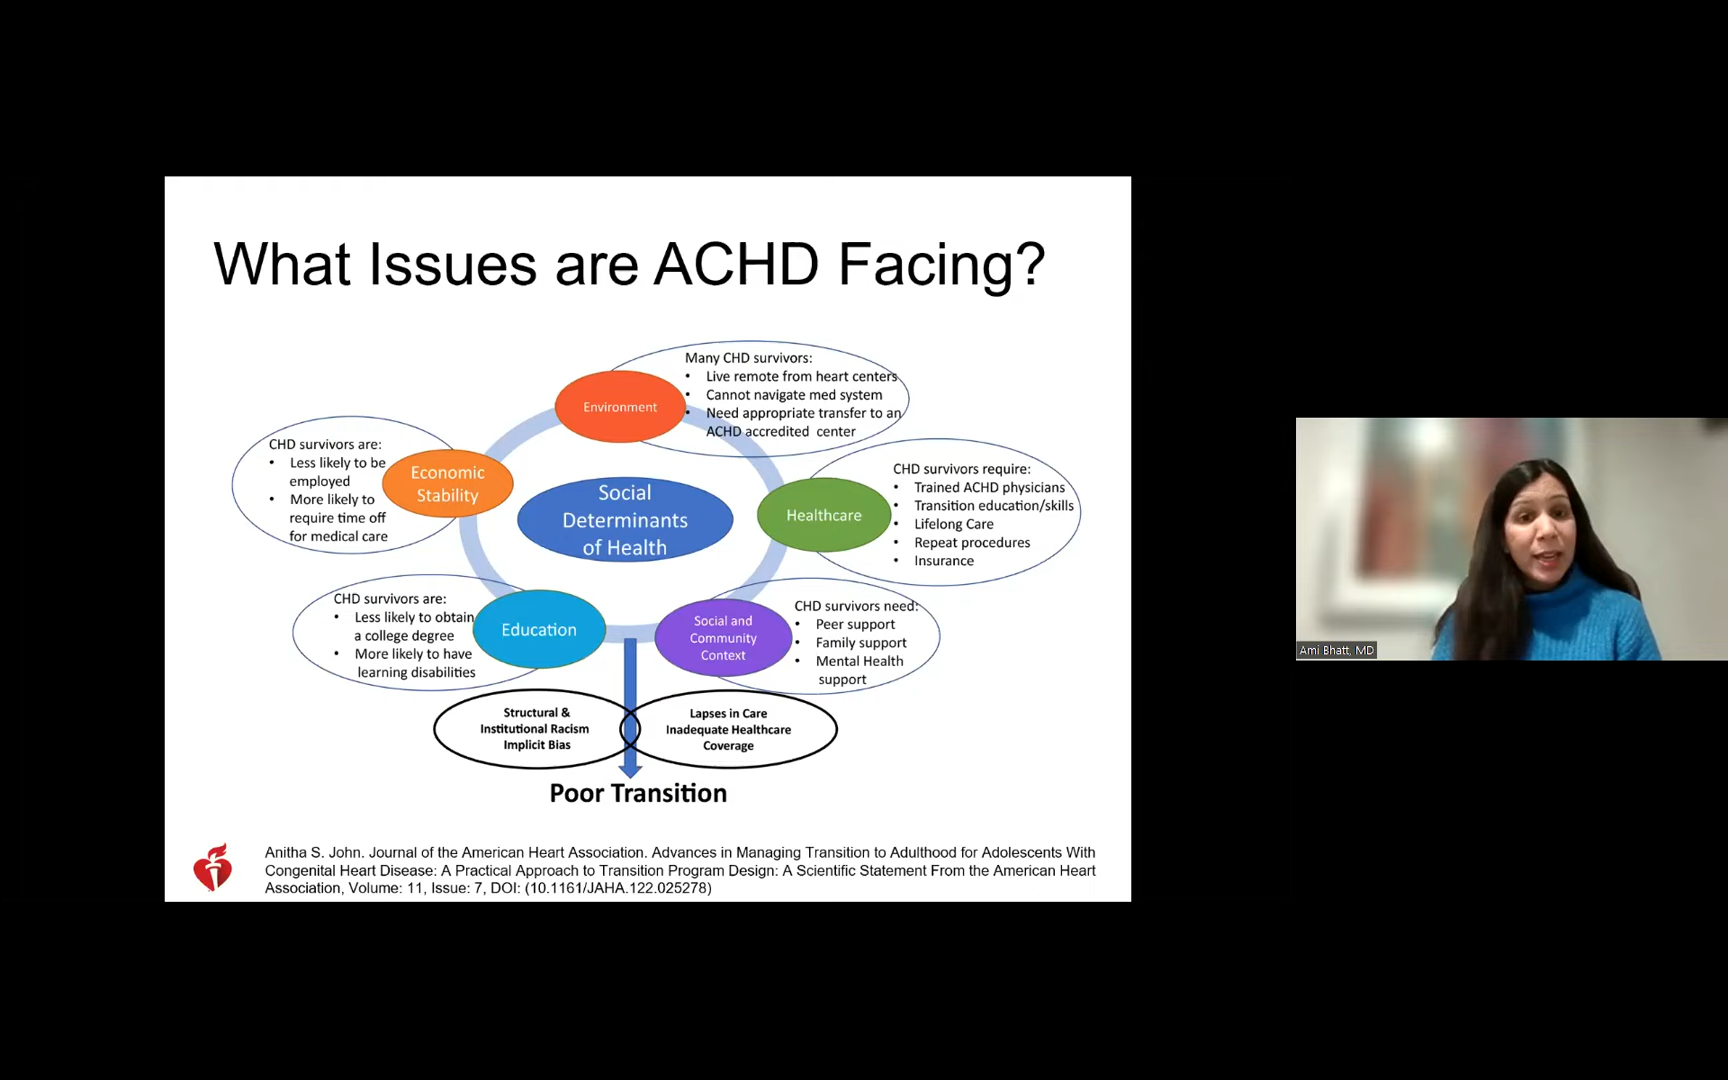 What Issues are ACHD Facing?
Many CHD survivors:
• Live remote from heart centers
• Cannot navigate med system
• Need appropriate transfer to an
ACHD accredited center
Environment
CHD survivors are:
• Less likely to be
employed
• More likely to
require time off
for medical care
Economic
Stability
Social
Determinants
of Health
Healthcare
CHD survivors require:
• Trained ACHD physicians
• Transition education/skills
• Lifelong Care
• Repeat procedures
• Insurance
CHD survivors are:
• Less likely to obtain
a college degree
• More likely to have
learning disabilities
Education
Social and
Community
Context
CHD survivors need:
• Peer support
• Family support
• Mental Health
support
Structural &
Institutional Racism
Implicit Bias
Lapses in Care
Inadequate Healthcare
Coverage
Poor Transition
Anitha S. John. Journal of the American Heart Association. Advances in Managing Transition to Adulthood for Adolescents With
Congenital Heart Disease: A Practical Approach to Transition Program Design: A Scientific Statement From the American Heart
Association, Volume: 11, Issue: 7, DOI: (10.1161/JAHA.122.025278)
Ami Bhatt, MD